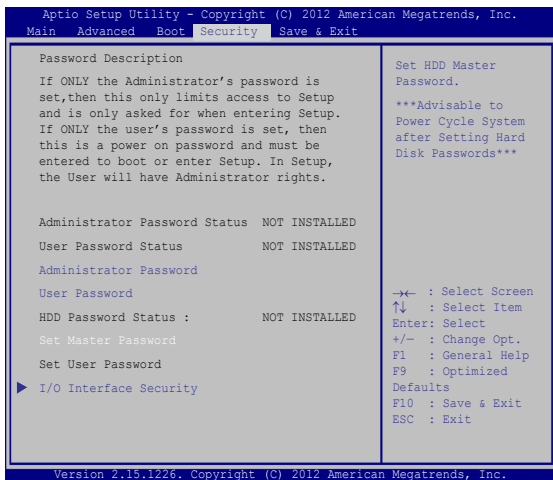 Aptio Setup Utility - Copyright (C) 2012 American Megatrends, Inc.
Main Advanced Boot Security Save & Exit
Password Description
If ONLY the Administrator's password is
set,then this only limits access to Setup
and is only asked for when entering Setup.
If ONLY the user's password is set, then
this is a power on password and must be
entered to boot or enter Setup. In Setup,
the User will have Administrator rights.
Administrator Password Status NOT INSTALLED
User Password Status NOT INSTALLED
Administrator Password
User Password
HDD Password Status : NOT INSTALLED
Set Master Password
Set User Password
I/O Interface Security
Set HDD Master
Password.
***Advisable to
Power Cycle System
after Setting Hard
Disk Passwords***
→← : Select Screen
↑↓ : Select Item
Enter: Select
+/— : Change Opt.
F1 : General Help
F9 : Optimized
Defaults
F10 : Save & Exit
ESC : Exit
Version 2.15.1226. Copyright (C) 2012 American Megatrends, Inc.